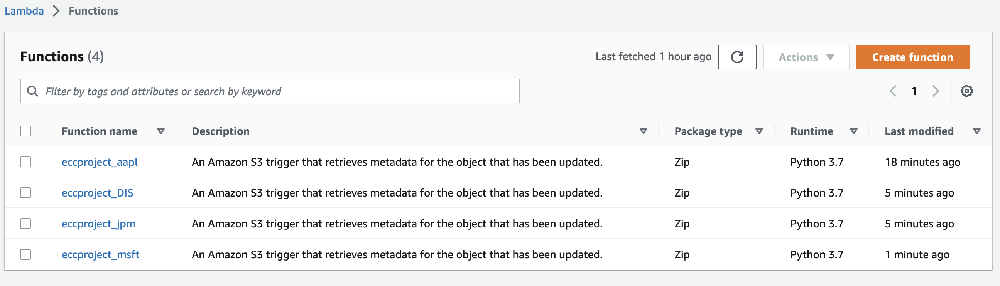 Lambda Functions
Functions (4) Last fetched 1 hour ago Actions Create function
Filter by tags and attributes or search by keyword 1
Function name Description Package type Runtime Last modified
eccproject_aapl An Amazon S3 trigger that retrieves metadata for the object that has been updated. Zip Python 3.7 18 minutes ago
eccproject_DIS An Amazon S3 trigger that retrieves metadata for the object that has been updated. Zip Python 3.7 5 minutes ago
eccproject_jpm An Amazon S3 trigger that retrieves metadata for the object that has been updated. Zip Python 3.7 5 minutes ago
eccproject_msft An Amazon S3 trigger that retrieves metadata for the object that has been updated. Zip Python 3.7 1 minute ago